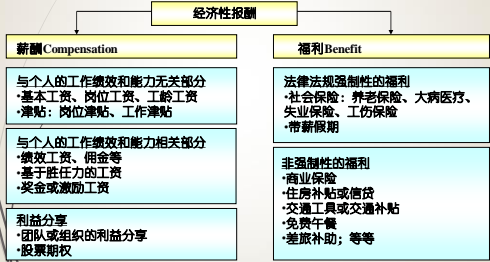 经济性报酬
薪酬Compensation
与个人的工作绩效和能力无关部分
·基本工资、岗位工资、工龄工资
·津贴：岗位津贴、工作津贴
与个人的工作绩效和能力相关部分
·绩效工资、佣金等
·基于胜任力的工资
·奖金或激励工资
利益分享
·团队或组织的利益分享
·股票期权
福利Benefit
法律法规强制性的福利
·社会保险：养老保险、大病医疗、
失业保险、工伤保险
·带薪假期
非强制性的福利
·商业保险
·住房补贴或信贷
·交通工具或交通补贴
·免费午餐
·差旅补助；等等